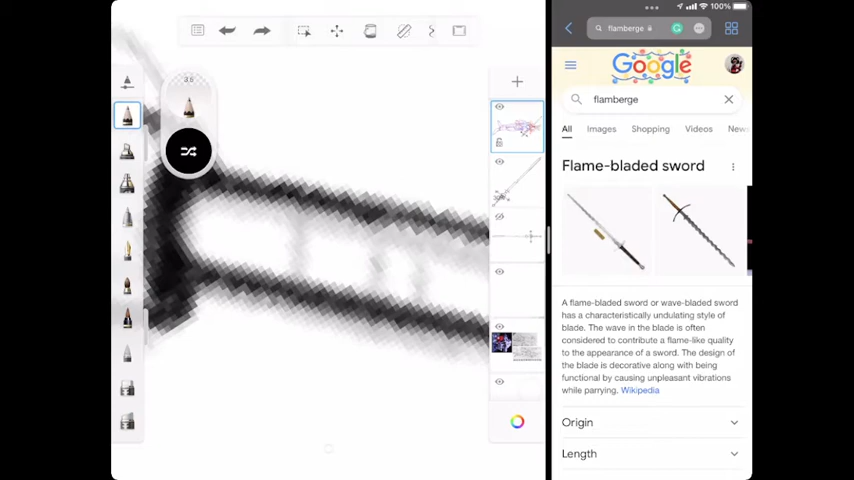 3.5
100%
flamberge
Google
flamberge
All Images Shopping Videos New
Flame-bladed sword
A flame-bladed sword or wave-bladed sword
has a characteristically undulating style of
blade. The wave in the blade is often
considered to contribute a flame-like quality
to the appearance of a sword. The design of
the blade is decorative along with being
functional by causing unpleasant vibrations
while parrying. Wikipedia
Origin
Length